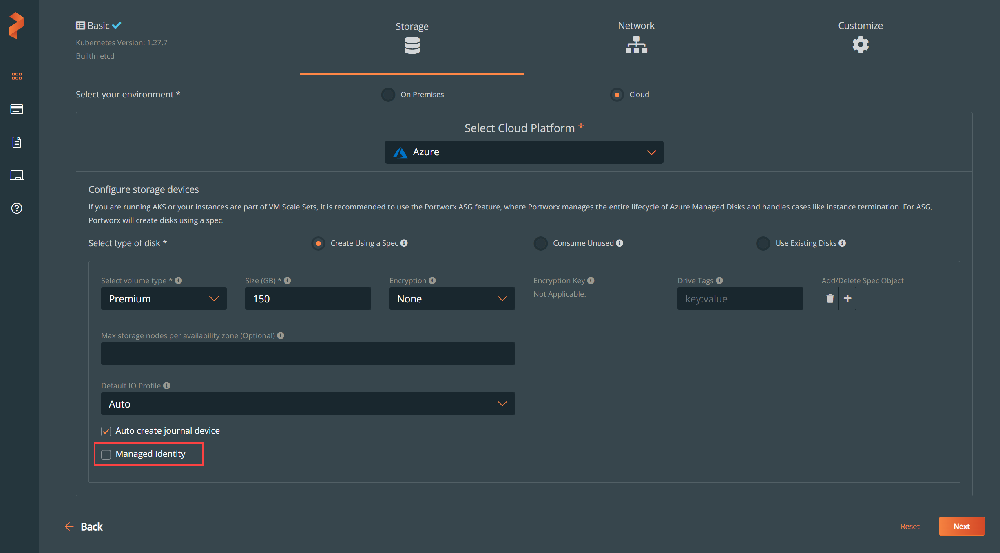 Basic
Kubernetes Version: 1.27.7
BuiltIn etcd
Storage
Network
Customize
Select your environment *
On Premises
Cloud
Select Cloud Platform *
Azure
Configure storage devices
If you are running AKS or your instances are part of VM Scale Sets, it is recommended to use the Portworx ASG feature, where Portworx manages the entire lifecycle of Azure Managed Disks and handles cases like instance termination. For ASG,
Portworx will create disks using a spec.
Select type of disk *
Create Using a Spec
Consume Unused
Use Existing Disks
Select volume type *
Size (GB) *
Encryption
Encryption Key
Drive Tags
Add/Delete Spec Object
Premium
150
None
Not Applicable.
key:value
Max storage nodes per availability zone (Optional)
Default IO Profile
Auto
Auto create journal device
Managed Identity
Back
Reset
Next